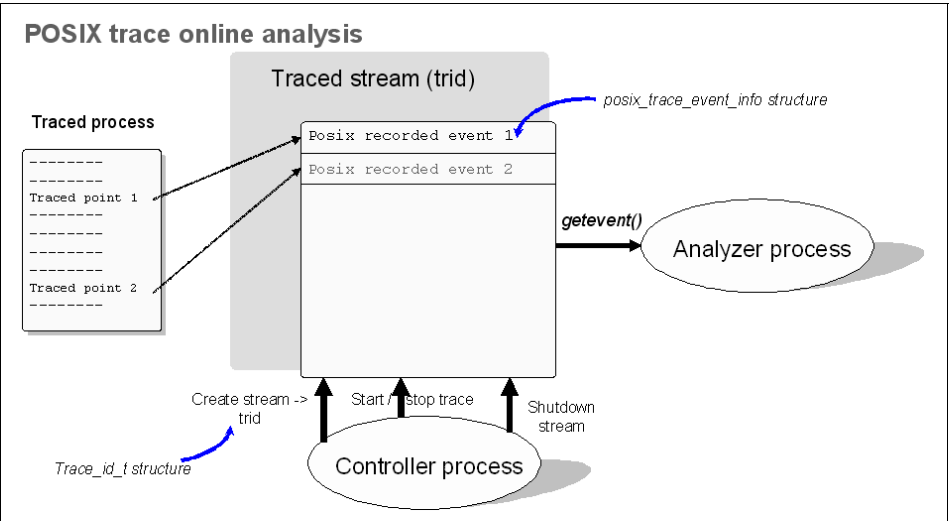 POSIX trace online analysis
Traced stream (trid)
posix_trace_event_info structure
Traced process
Posix recorded event 1
Posix recorded event 2
--------
--------
Traced point 1
--------
--------
--------
--------
Traced point 2
--------
getevent()
Analyzer process
Create stream ->
trid
Start / stop trace
Shutdown
stream
Trace_id_t structure
Controller process